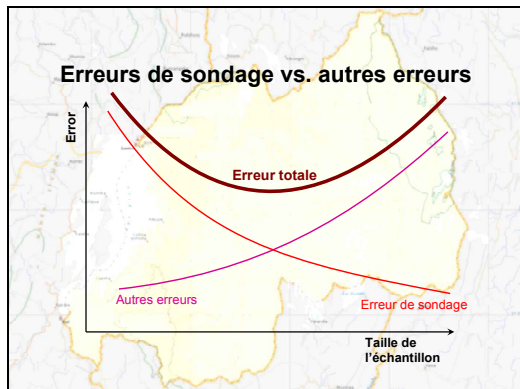 Erreurs de sondage vs. autres erreurs
Error
Erreur totale
Autres erreurs
Erreur de sondage
Taille de
l'échantillon